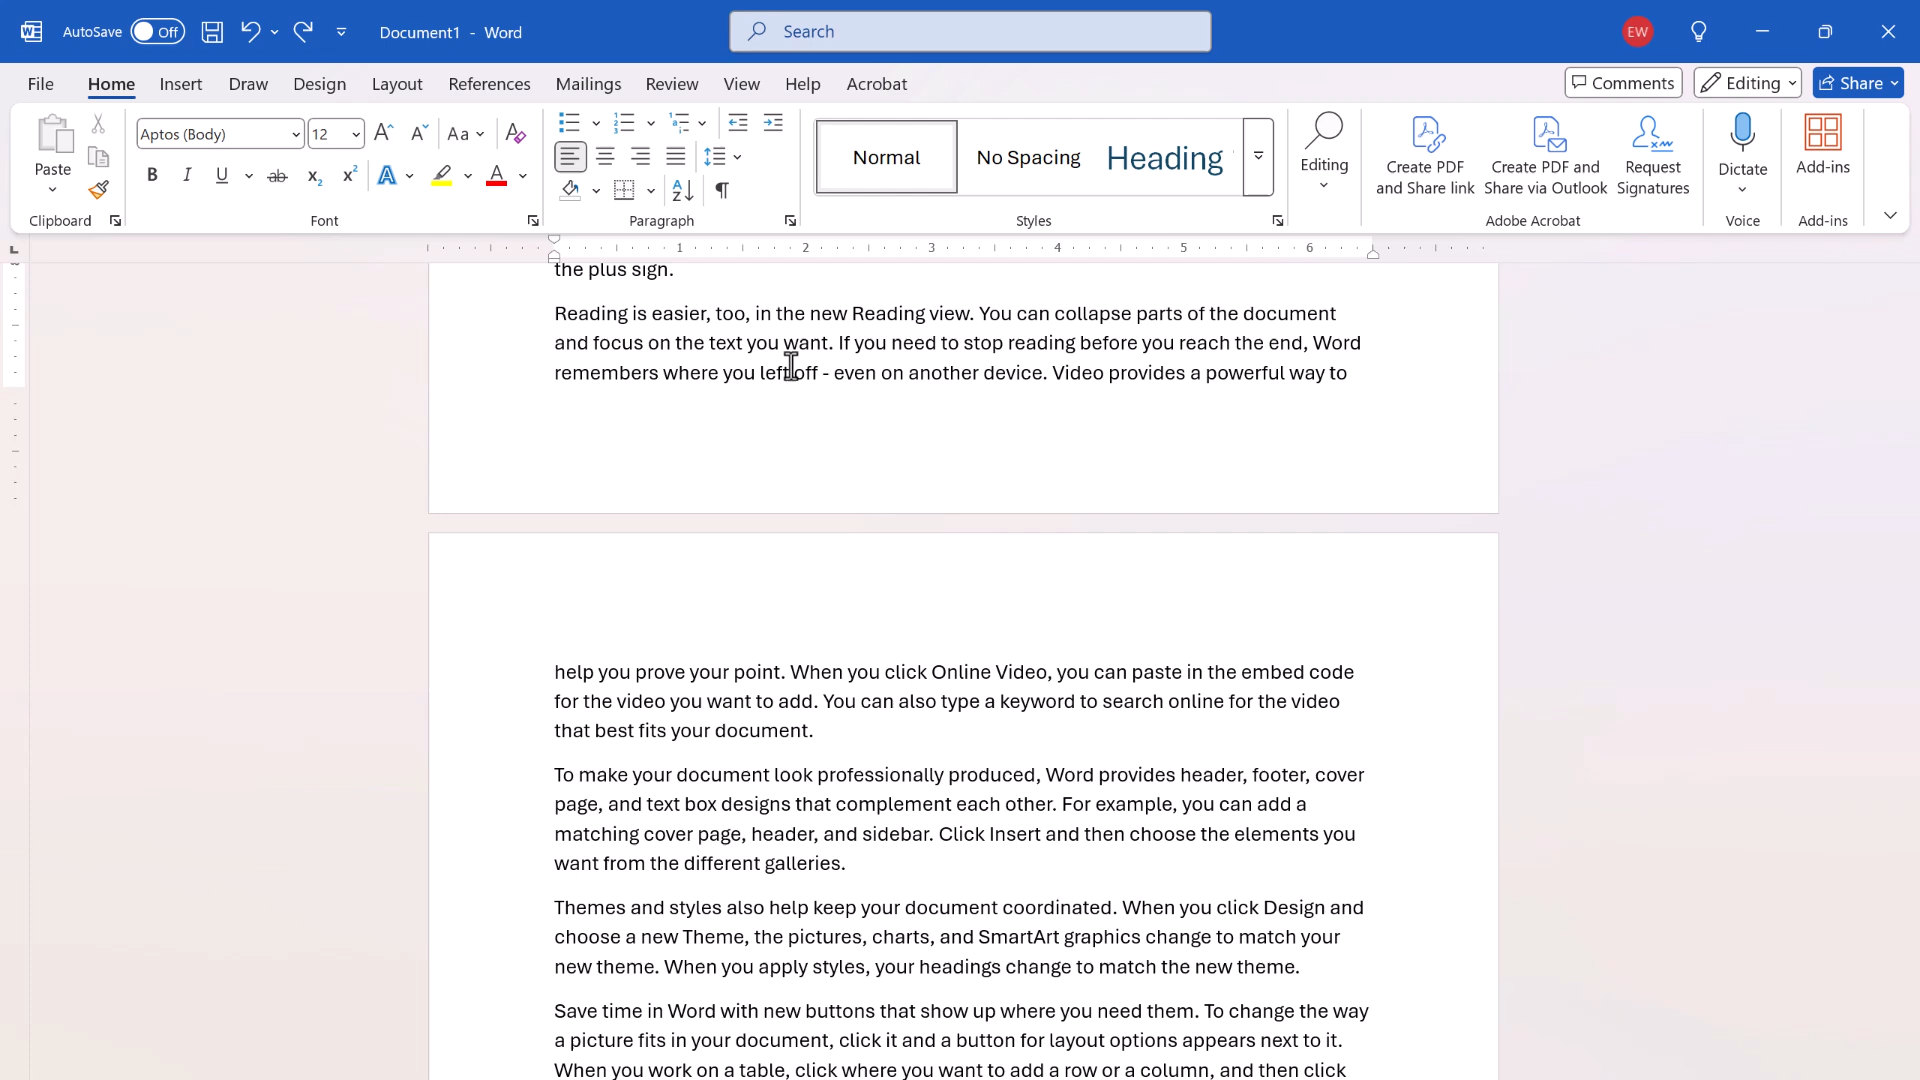 AutoSave Off Document1 - Word Search EW
File Home Insert Draw Design Layout References Mailings Review View Help Acrobat Comments Editing Share
Paste Aptos (Body) 12 Aa Normal No Spacing Heading Editing Create PDF and Share link Create PDF and Share via Outlook Request Signatures Dictate Add-ins
Clipboard Font Paragraph Styles Adobe Acrobat Voice Add-ins
1 2 3 4 5 6
the plus sign.
Reading is easier, too, in the new Reading view. You can collapse parts of the document
and focus on the text you want. If you need to stop reading before you reach the end, Word
remembers where you left off - even on another device. Video provides a powerful way to
help you prove your point. When you click Online Video, you can paste in the embed code
for the video you want to add. You can also type a keyword to search online for the video
that best fits your document.
To make your document look professionally produced, Word provides header, footer, cover
page, and text box designs that complement each other. For example, you can add a
matching cover page, header, and sidebar. Click Insert and then choose the elements you
want from the different galleries.
Themes and styles also help keep your document coordinated. When you click Design and
choose a new Theme, the pictures, charts, and SmartArt graphics change to match your
new theme. When you apply styles, your headings change to match the new theme.
Save time in Word with new buttons that show up where you need them. To change the way
a picture fits in your document, click it and a button for layout options appears next to it.
When you work on a table, click where you want to add a row or a column, and then click